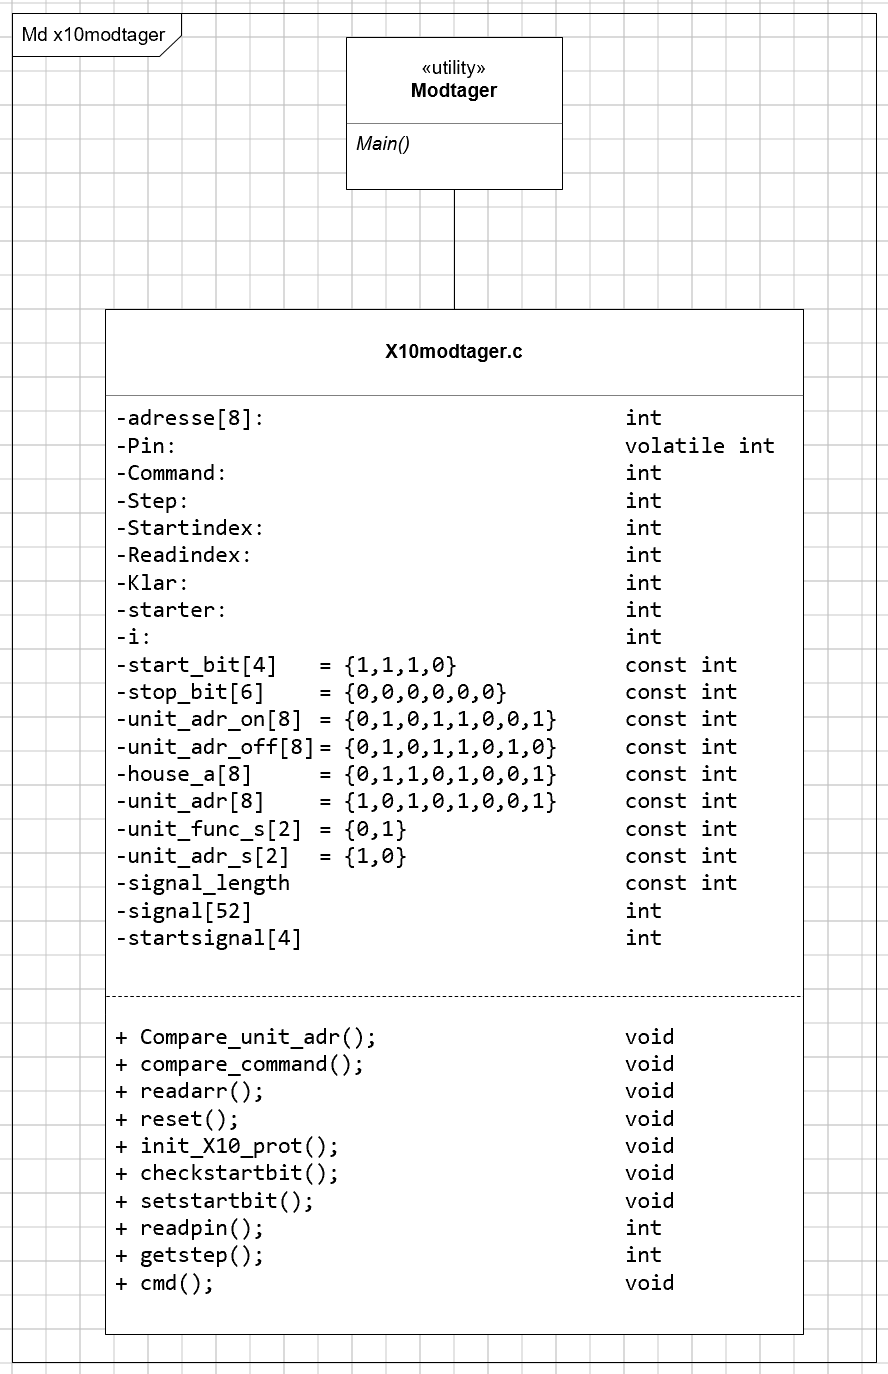 Md x10modtager
«utility»
Modtager
Main()
X10modtager.c
-adresse[8]: int
-Pin: volatile int
-Command: int
-Step: int
-Startindex: int
-Readindex: int
-Klar: int
-starter: int
-i: int
-start_bit[4] = {1,1,1,0} const int
-stop_bit[6] = {0,0,0,0,0,0} const int
-unit_adr_on[8] = {0,1,0,1,1,0,0,1} const int
-unit_adr_off[8]= {0,1,0,1,1,0,1,0} const int
-house_a[8] = {0,1,1,0,1,0,0,1} const int
-unit_adr[8] = {1,0,1,0,1,0,0,1} const int
-unit_func_s[2] = {0,1} const int
-unit_adr_s[2] = {1,0} const int
-signal_length const int
-signal[52] int
-startsignal[4] int
+ Compare_unit_adr(); void
+ compare_command(); void
+ readarr(); void
+ reset(); void
+ init_X10_prot(); void
+ checkstartbit(); void
+ setstartbit(); void
+ readpin(); int
+ getstep(); int
+ cmd(); void